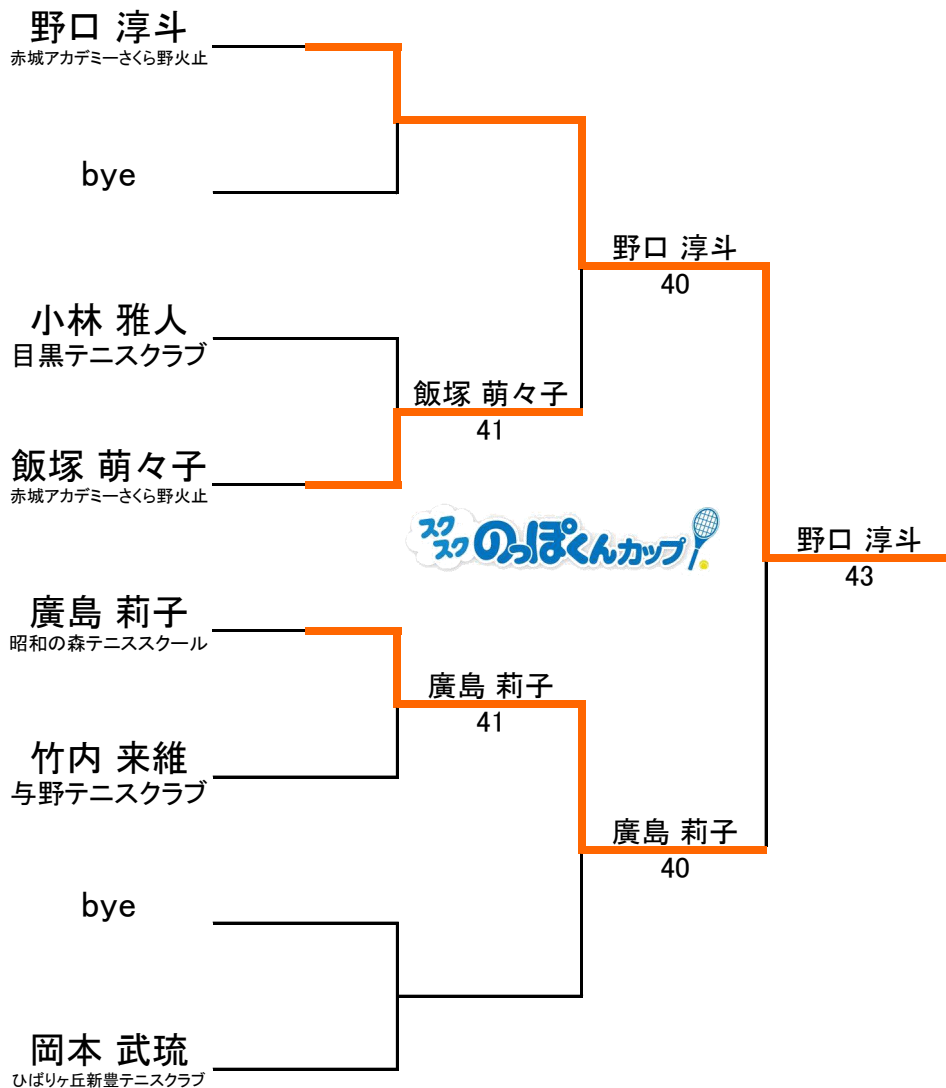 野口 淳斗
赤城アカデミーさくら野火止
bye
小林 雅人
目黒テニスクラブ
飯塚 萌々子
赤城アカデミーさくら野火止
廣島 莉子
昭和の森テニススクール
竹内 来維
与野テニスクラブ
bye
岡本 武琉
ひばりヶ丘新豊テニスクラブ
飯塚 萌々子
41
廣島 莉子
41
スク
スク のっぽくんカップ
野口 淳斗
40
廣島 莉子
40
野口 淳斗
43